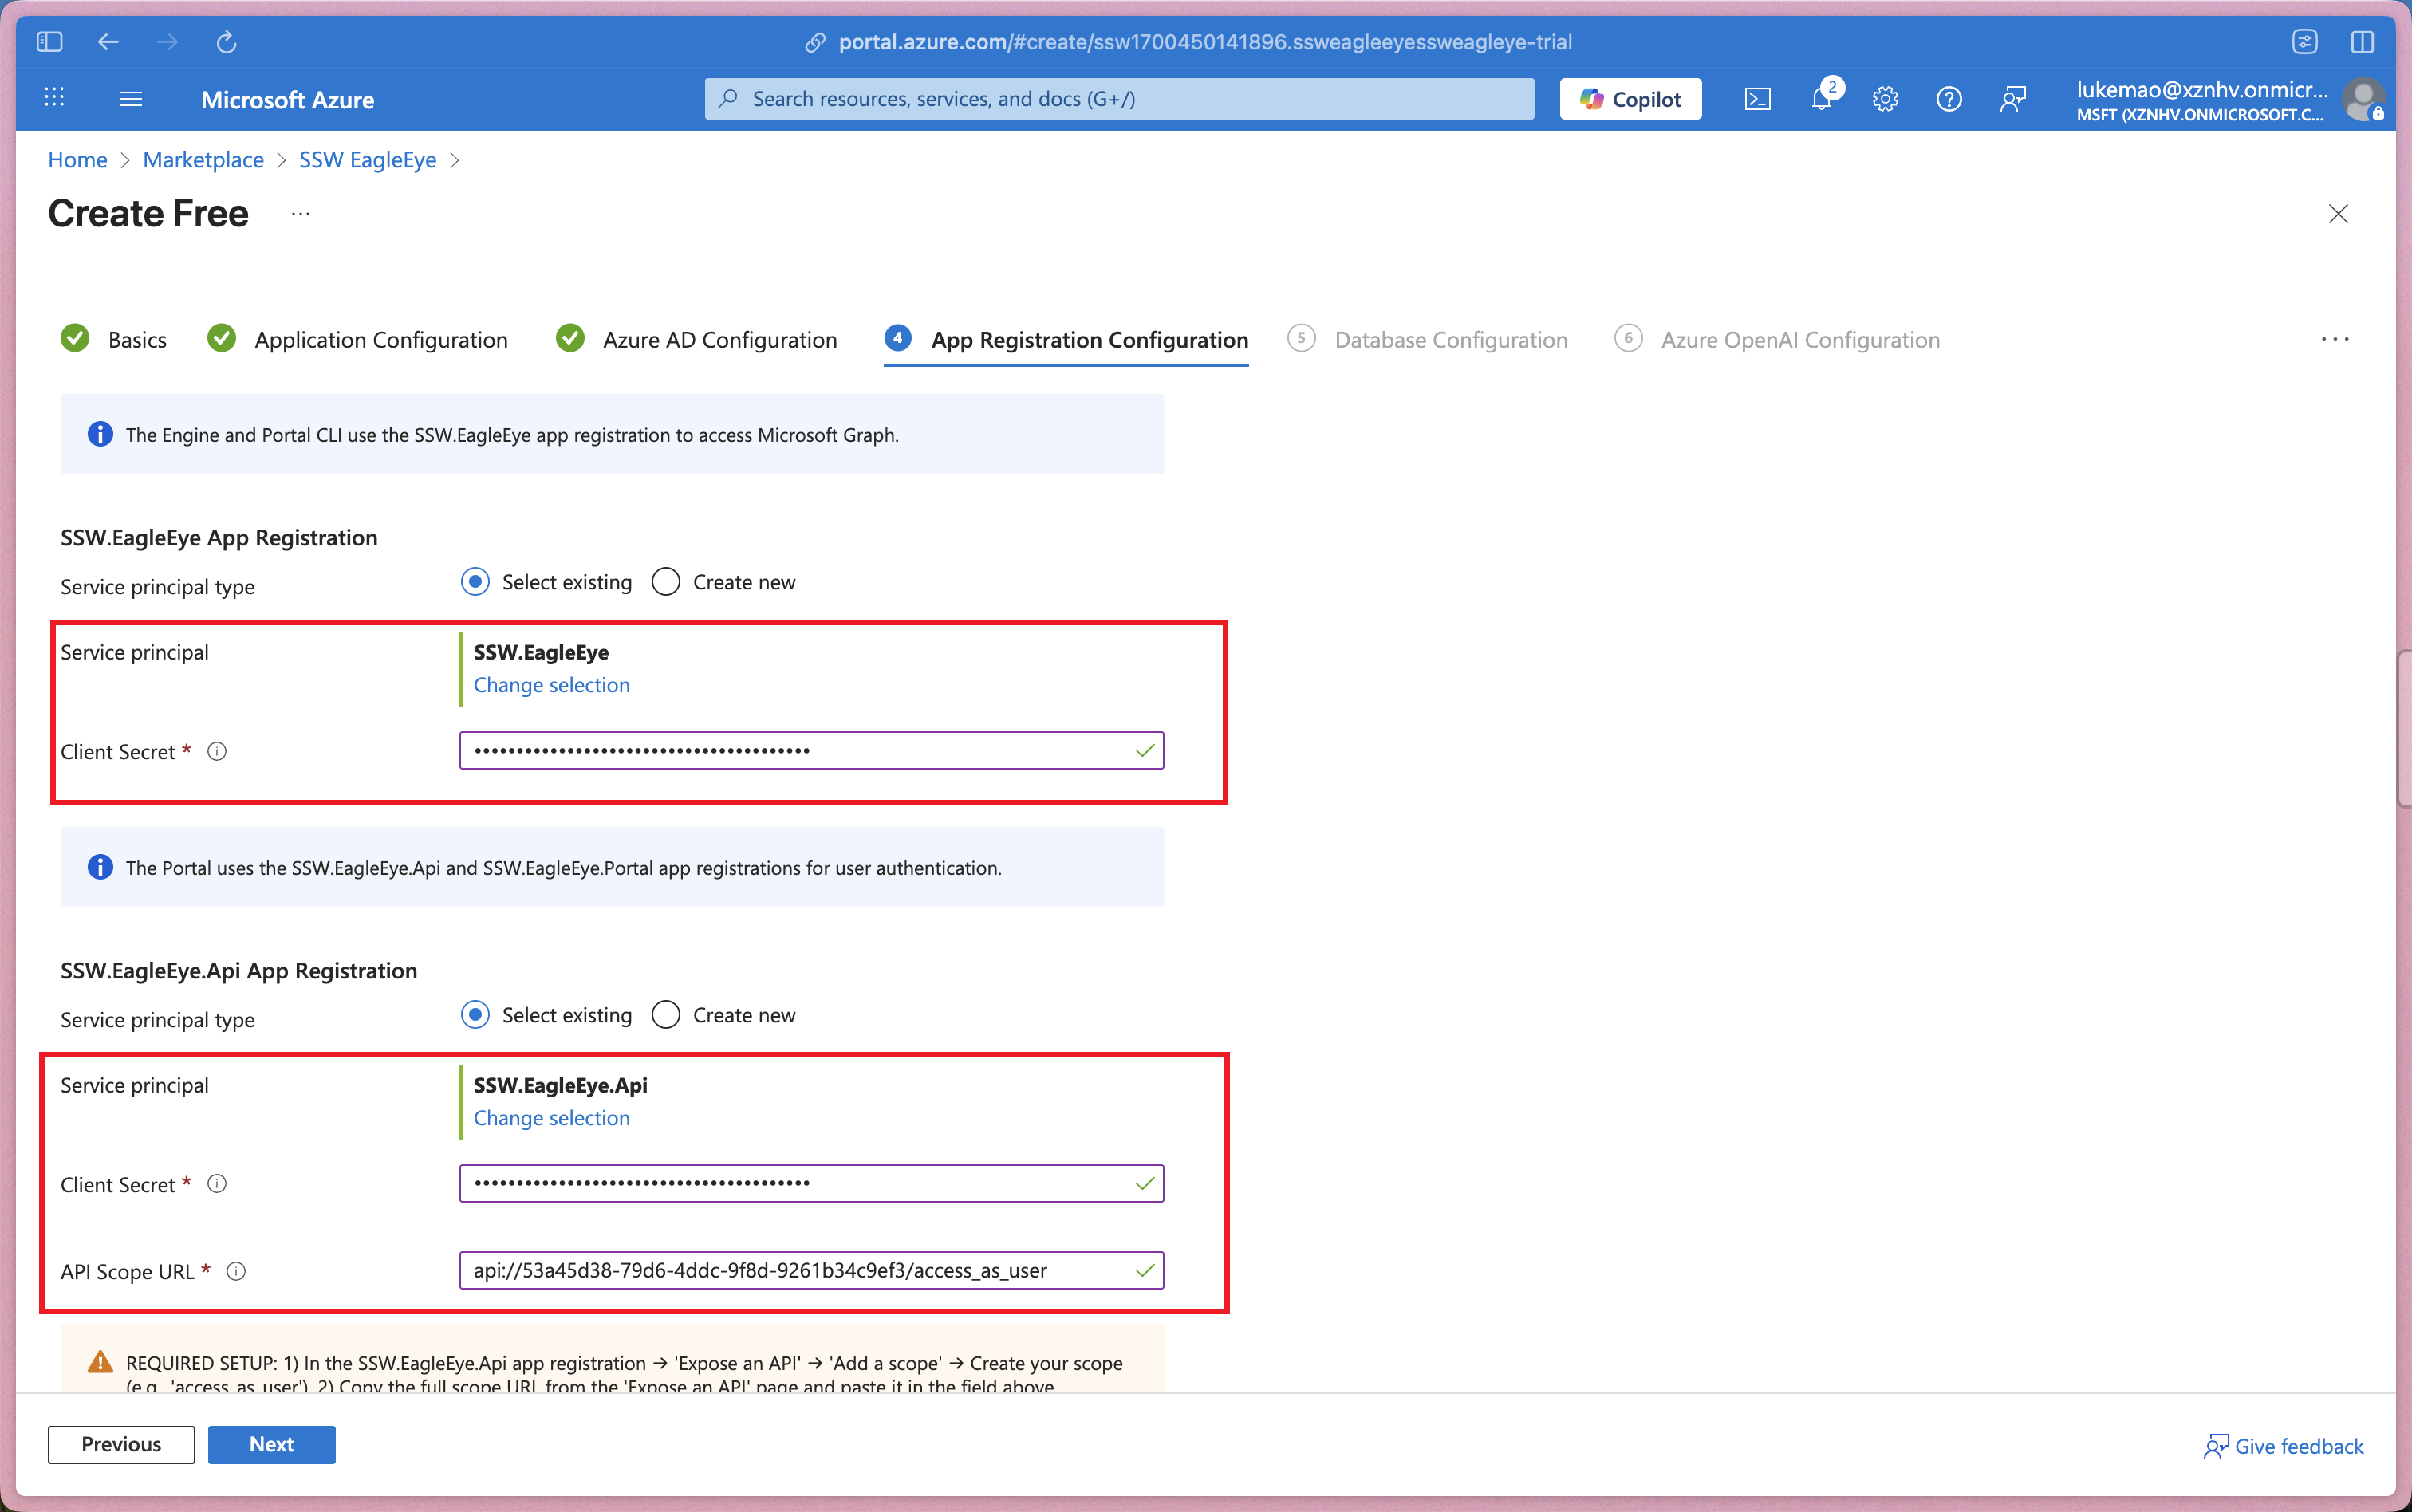 portal.azure.com/#create/ssw1700450141896.ssweagleeyessweagleye-trial
Microsoft Azure
Search resources, services, and docs (G+/)
Copilot
2
lukemao@xznhv.onmicr...
MSFT (XZNHV.ONMICROSOFT.C...
Home > Marketplace > SSW EagleEye >
Create Free ...
Basics
Application Configuration
Azure AD Configuration
4 App Registration Configuration
5 Database Configuration
6 Azure OpenAI Configuration
The Engine and Portal CLI use the SSW.EagleEye app registration to access Microsoft Graph.
SSW.EagleEye App Registration
Service principal type
Select existing
Create new
Service principal
SSW.EagleEye
Change selection
Client Secret *
The Portal uses the SSW.EagleEye.Api and SSW.EagleEye.Portal app registrations for user authentication.
SSW.EagleEye.Api App Registration
Service principal type
Select existing
Create new
Service principal
SSW.EagleEye.Api
Change selection
Client Secret *
API Scope URL *
api://53a45d38-79d6-4ddc-9f8d-9261b34c9ef3/access_as_user
REQUIRED SETUP: 1) In the SSW.EagleEye.Api app registration → 'Expose an API' → 'Add a scope' → Create your scope
(e.g., 'access_as_user'). 2) Copy the full scope URL from the 'Expose an API' page and paste it in the field above.
Previous
Next
Give feedback